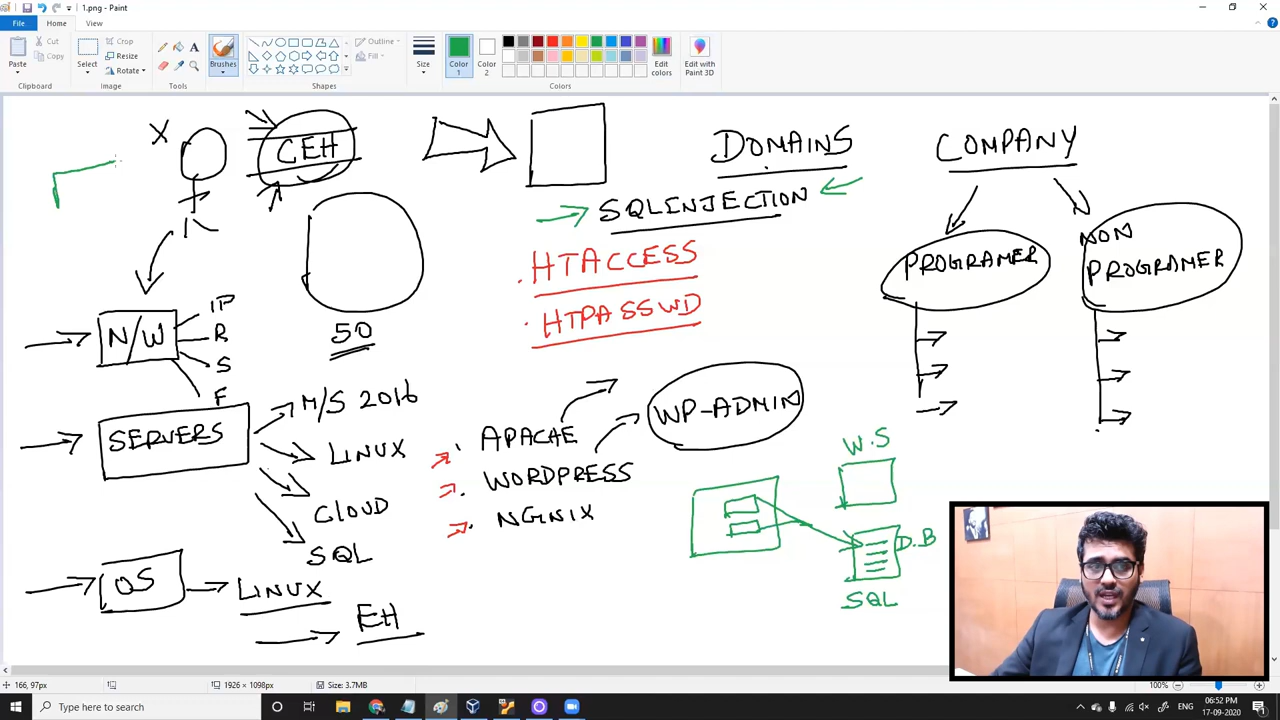 1.png - Paint
File
Home
View
Paste
Cut
Copy
Clipboard
Select
Crop
Resize
Rotate
Image
Tools
Brushes
Shapes
Outline
Fill
Size
Color 1
Color 2
Edit colors
Colors
Edit with Paint 3D
X
CEH
DOMAINS
COMPANY
SQLINJECTION
NON
PROGRAMER
PROGRAMER
.HTACCESS
.HTPASSWD
N/W
IP
R
S
F
50
SERVERS
M/S 2016
LINUX
CLOUD
SQL
APACHE
WORDPRESS
NGINIX
WP-ADMIN
W.S
D.B
SQL
OS
LINUX
EH
166, 97px
1926 × 1098px
Size: 3.7MB
100%
Type here to search
06:52 PM
17-09-2020